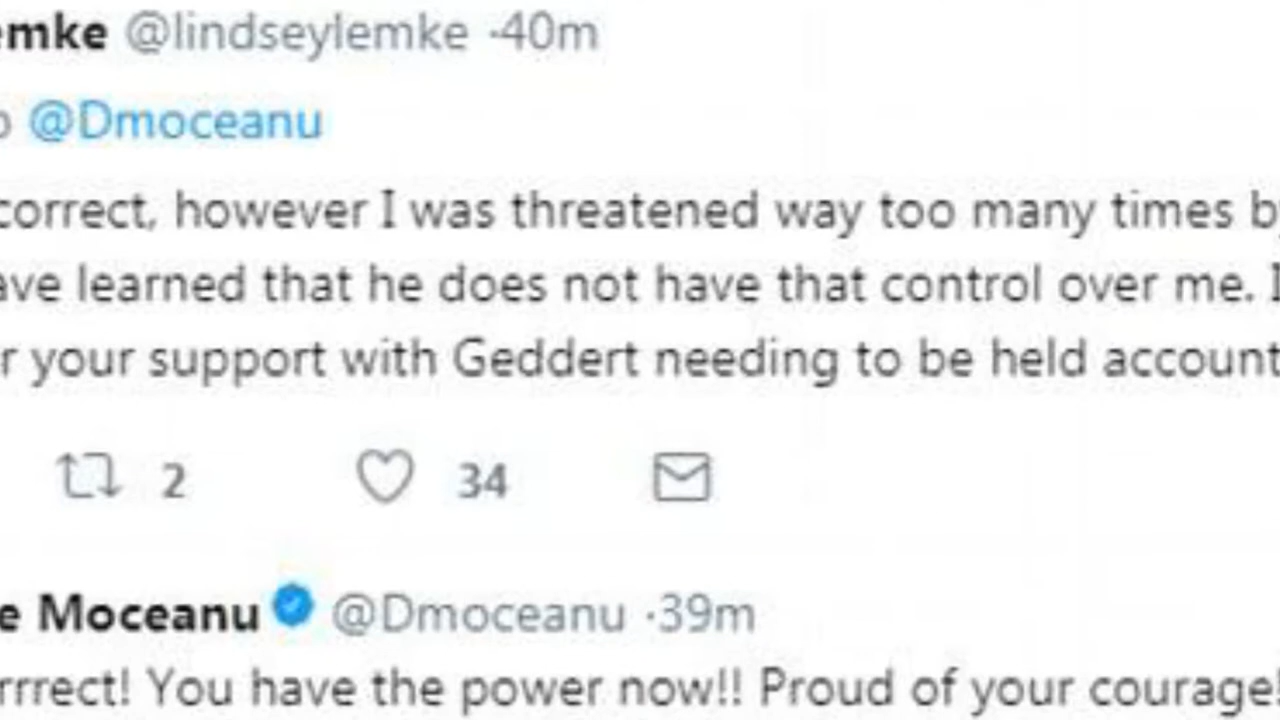 emke @lindseylemke ·40m
o @Dmoceanu
correct, however I was threatened way too many times by
ave learned that he does not have that control over me. I
r your support with Geddert needing to be held account
2 34
e Moceanu @Dmoceanu ·39m
rrrect! You have the power now!! Proud of your courage!